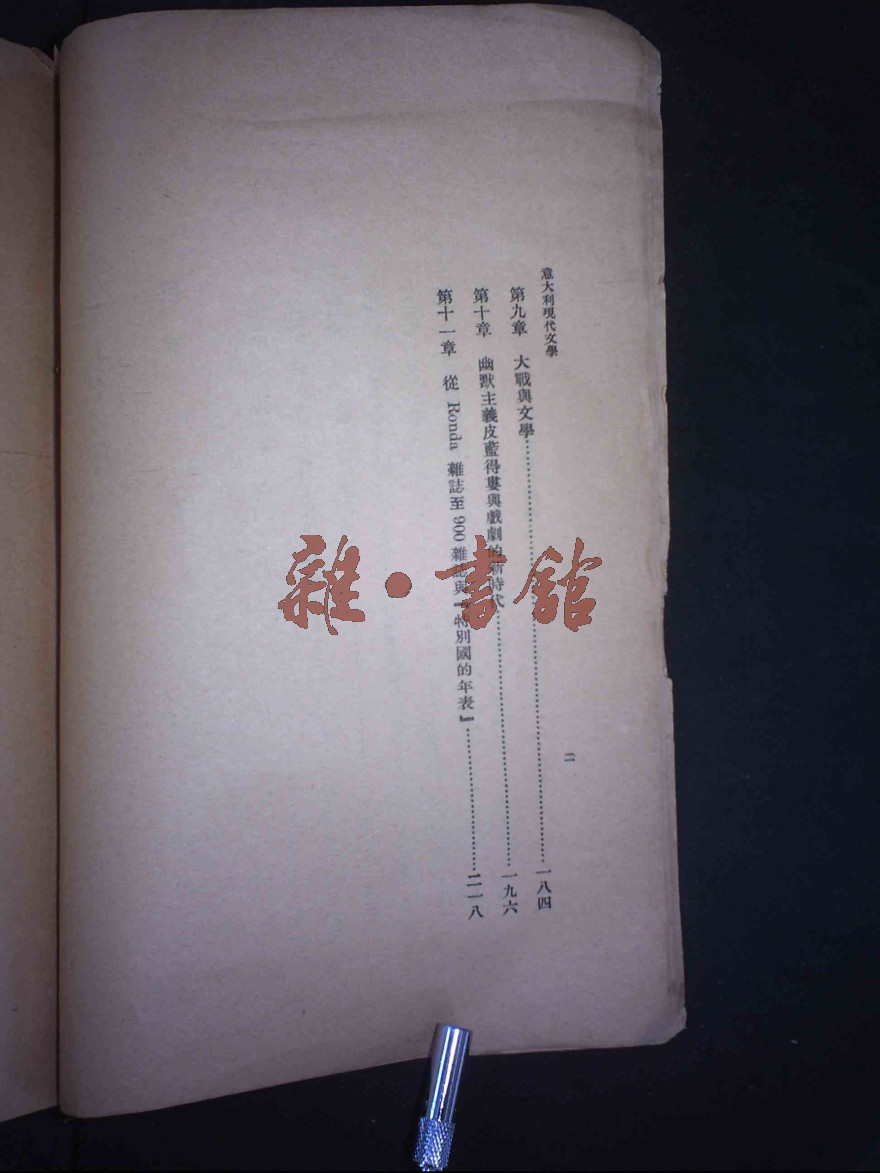 意大利現代文學
二
第九章　大戰與文學……一八四
第十章　幽默主義皮藍得婁與戲劇的新時代……一九六
第十一章　從 Ronda 雜誌至 900 雜誌與『特別國的年表』……二一八
雜・書館